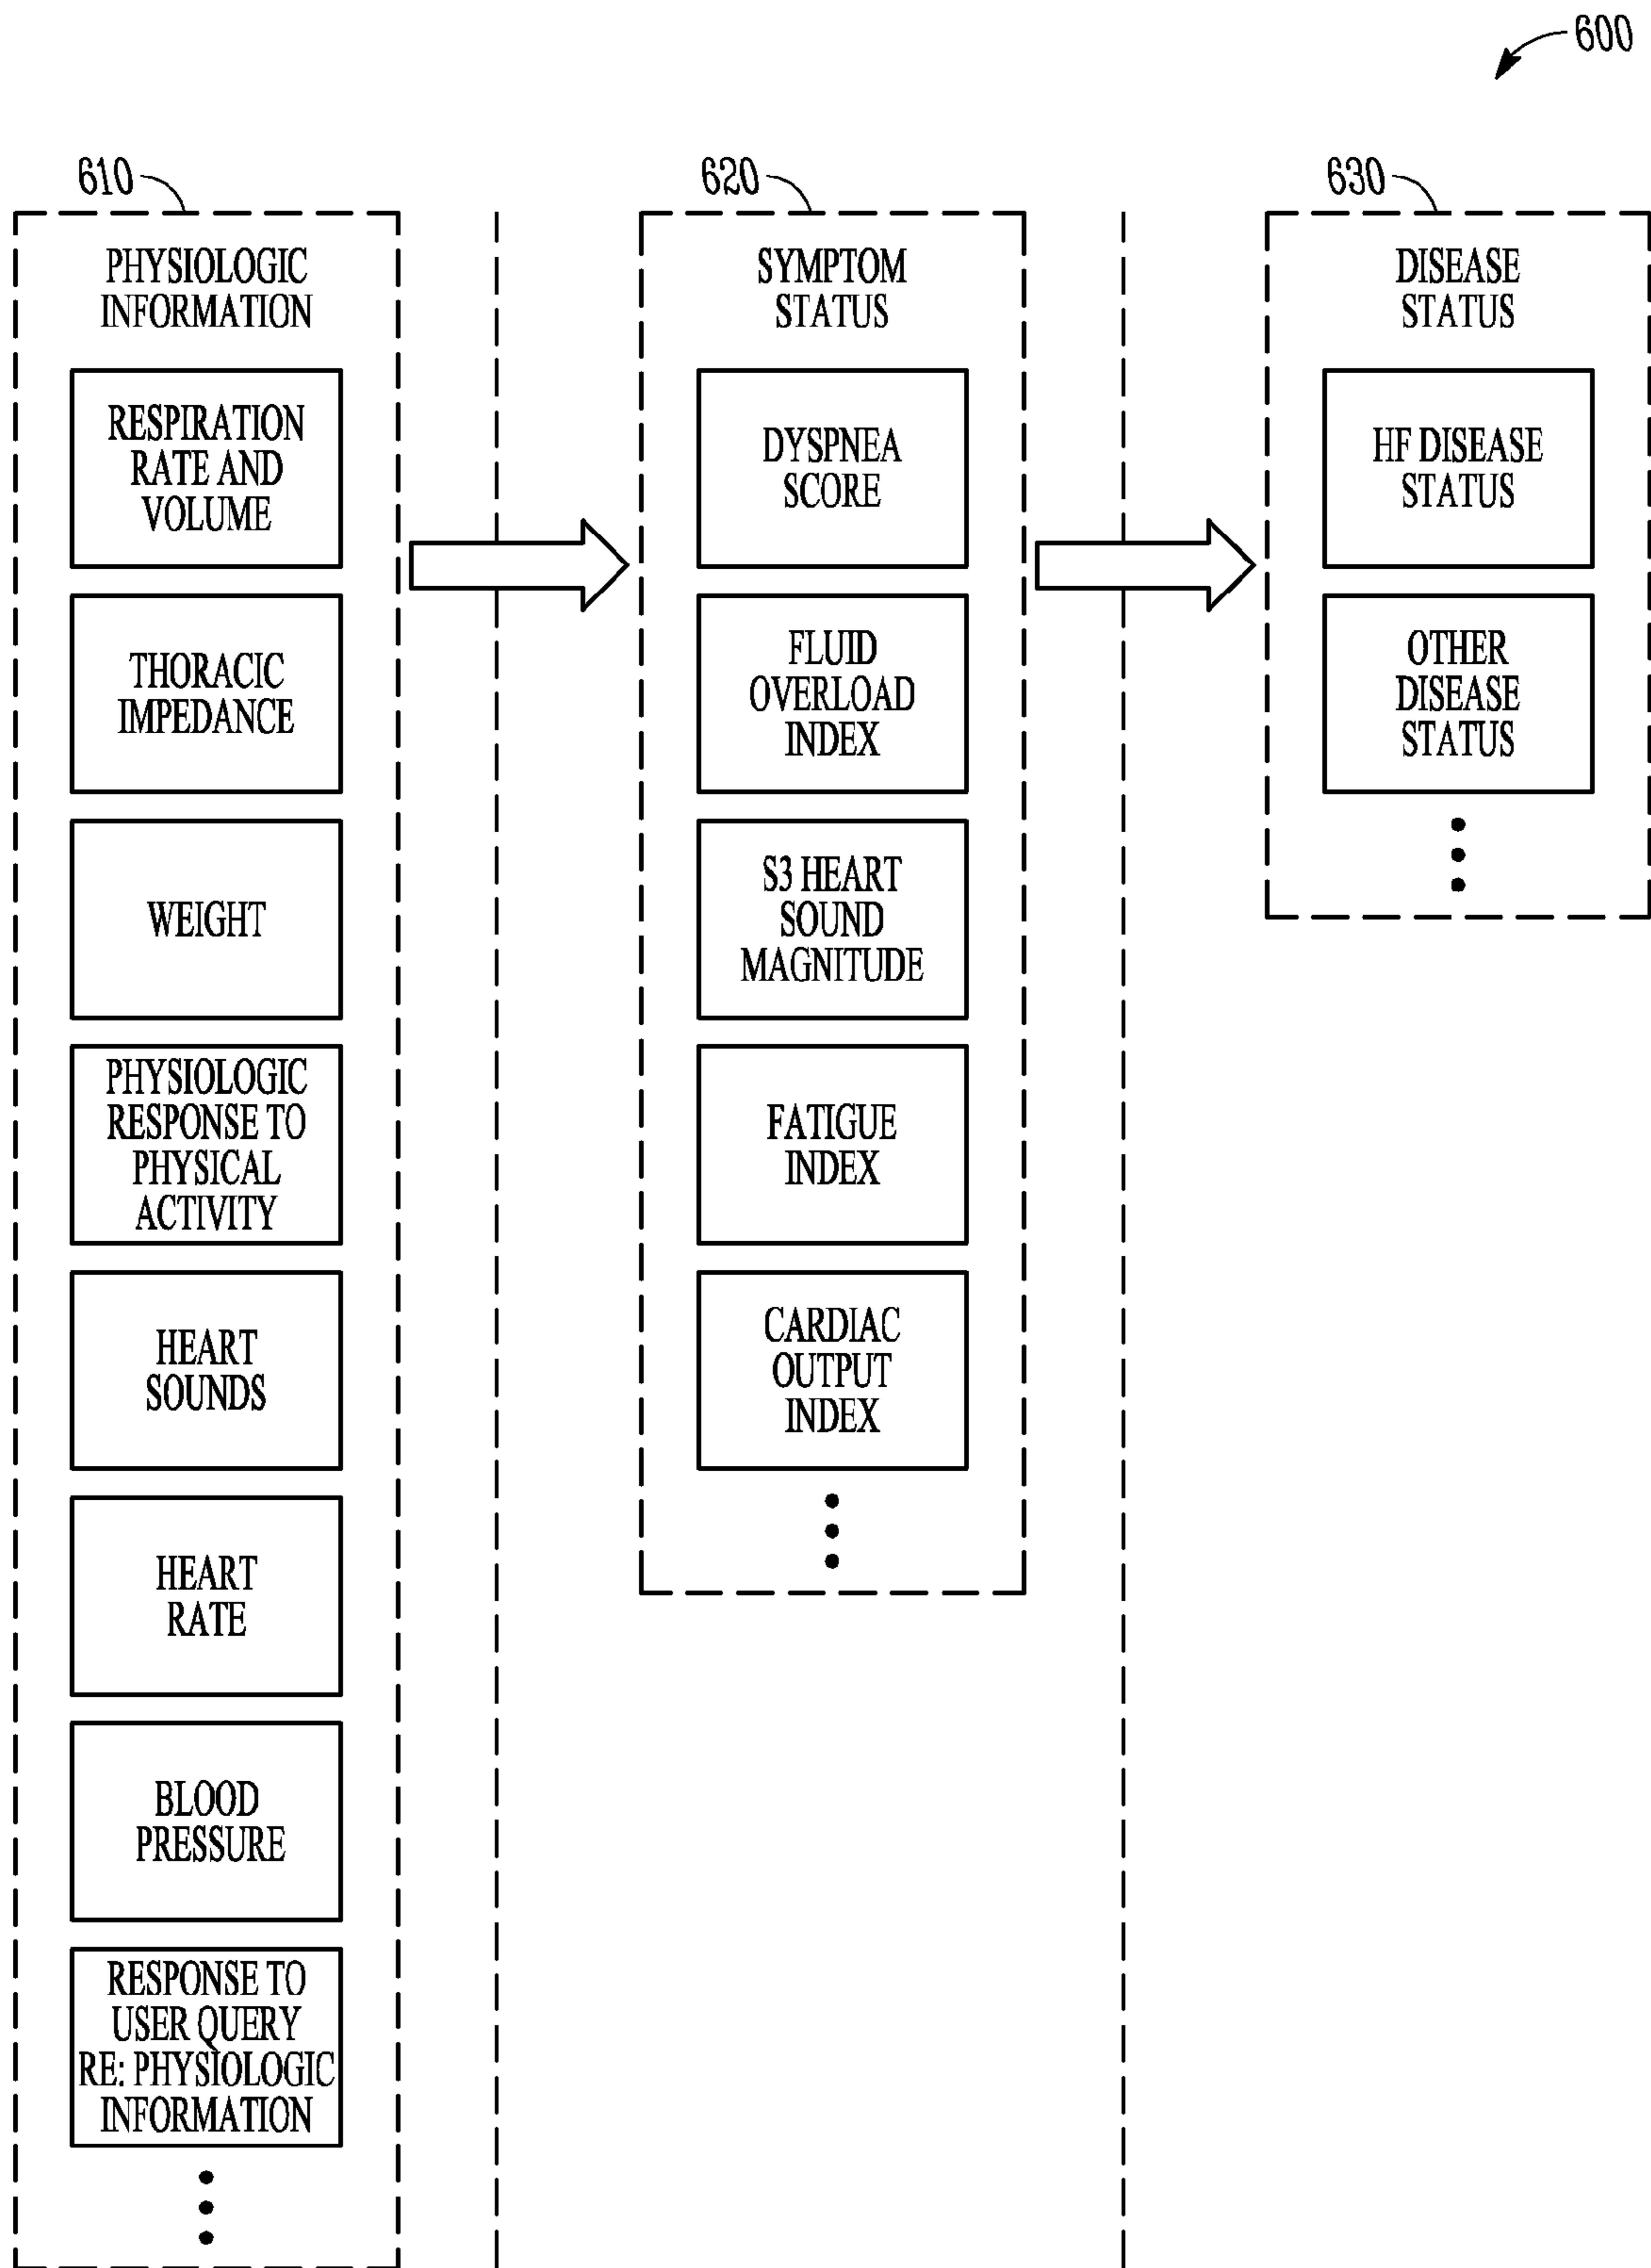 600
610
PHYSIOLOGIC
INFORMATION
RESPIRATION
RATE AND
VOLUME
THORACIC
IMPEDANCE
WEIGHT
PHYSIOLOGIC
RESPONSE TO
PHYSICAL
ACTIVITY
HEART
SOUNDS
HEART
RATE
BLOOD
PRESSURE
RESPONSE TO
USER QUERY
RE: PHYSIOLOGIC
INFORMATION
620
SYMPTOM
STATUS
DYSPNEA
SCORE
FLUID
OVERLOAD
INDEX
S3 HEART
SOUND
MAGNITUDE
FATIGUE
INDEX
CARDIAC
OUTPUT
INDEX
630
DISEASE
STATUS
HF DISEASE
STATUS
OTHER
DISEASE
STATUS